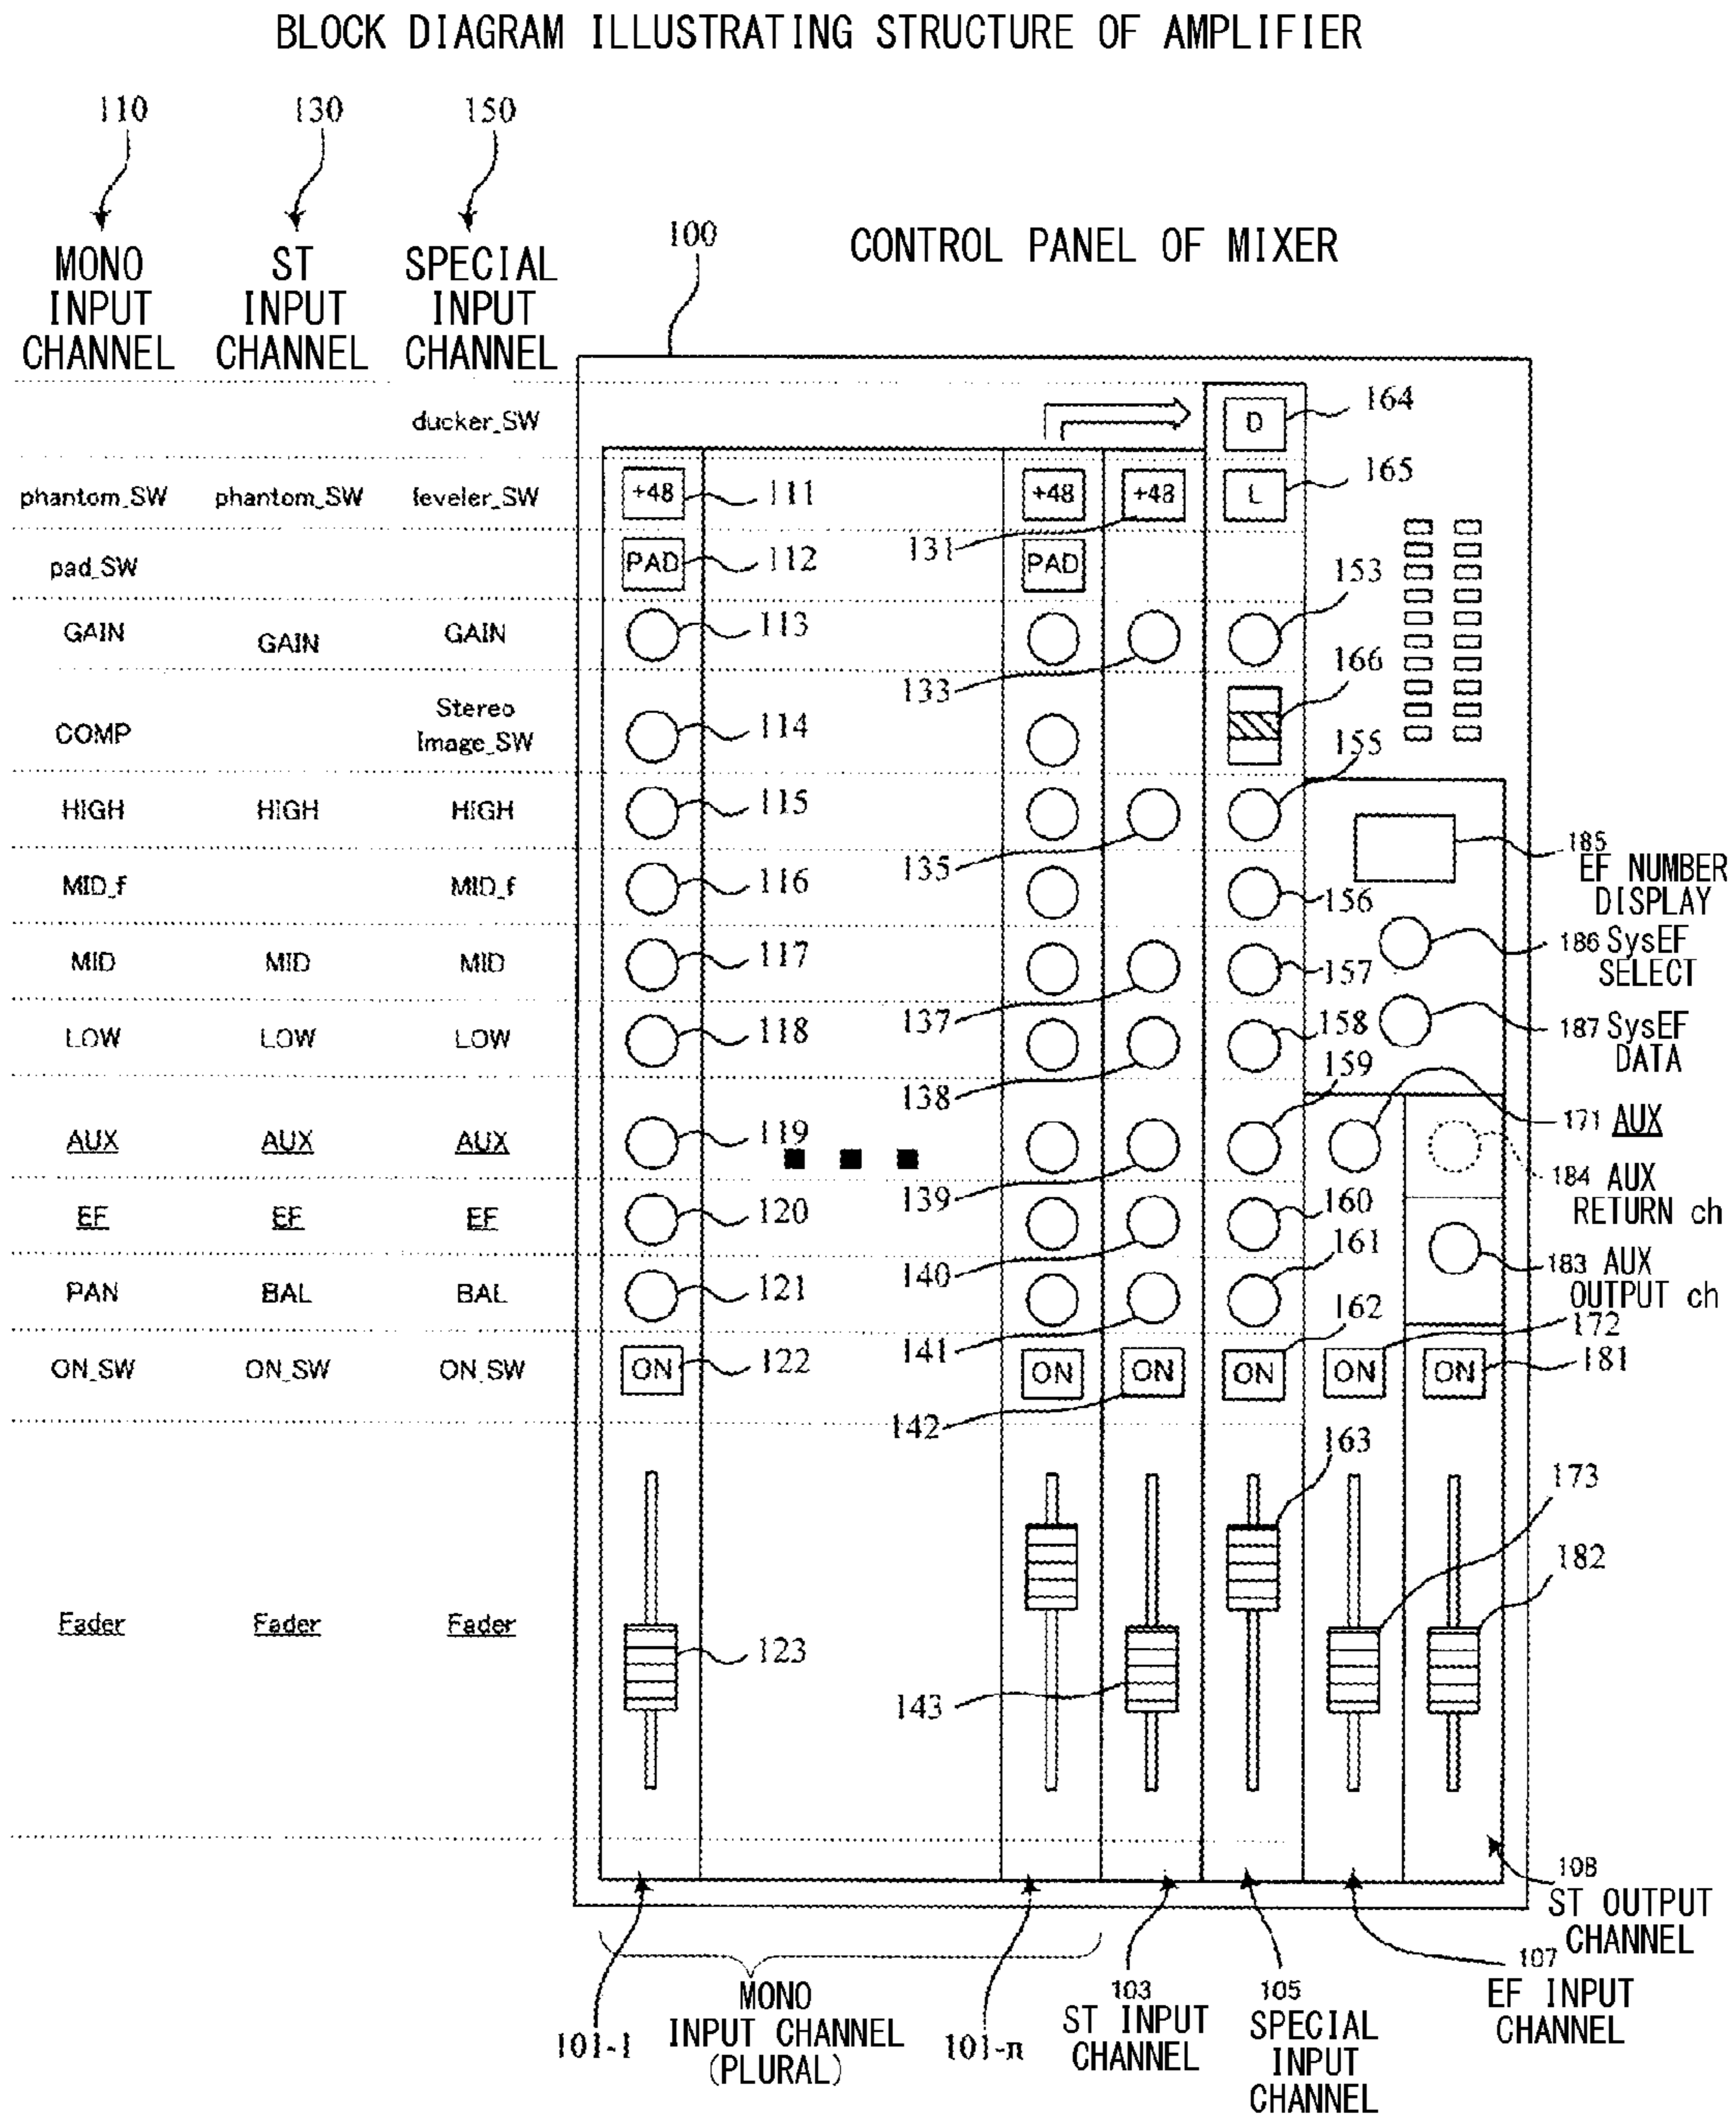 BLOCK DIAGRAM ILLUSTRATING STRUCTURE OF AMPLIFIER
110
130
150
MONO
INPUT
CHANNEL
ST
INPUT
CHANNEL
SPECIAL
INPUT
CHANNEL
100
CONTROL PANEL OF MIXER
ducker_SW
D
164
phantom_SW
phantom_SW
leveler_SW
+48
111
+48
+48
L
165
131
pad_SW
PAD
112
PAD
153
GAIN
GAIN
GAIN
113
133
166
COMP
Stereo
Image_SW
114
155
HIGH
HIGH
HIGH
115
135
185
EF NUMBER
DISPLAY
MID_f
MID_f
116
156
186 SysEF
SELECT
MID
MID
MID
117
137
157
LOW
LOW
LOW
118
138
158
187 SysEF
DATA
159
AUX
AUX
AUX
119
139
171 AUX
184 AUX
RETURN ch
EF
EF
EF
120
140
160
183 AUX
OUTPUT ch
PAN
BAL
BAL
121
141
161
162
172
ON_SW
ON_SW
ON_SW
ON
122
ON
ON
ON
ON
ON
181
142
163
173
182
Fader
Fader
Fader
123
143
108
ST OUTPUT
CHANNEL
107
EF INPUT
CHANNEL
101-1
MONO
INPUT CHANNEL
(PLURAL)
101-n
103
ST INPUT
CHANNEL
105
SPECIAL
INPUT
CHANNEL